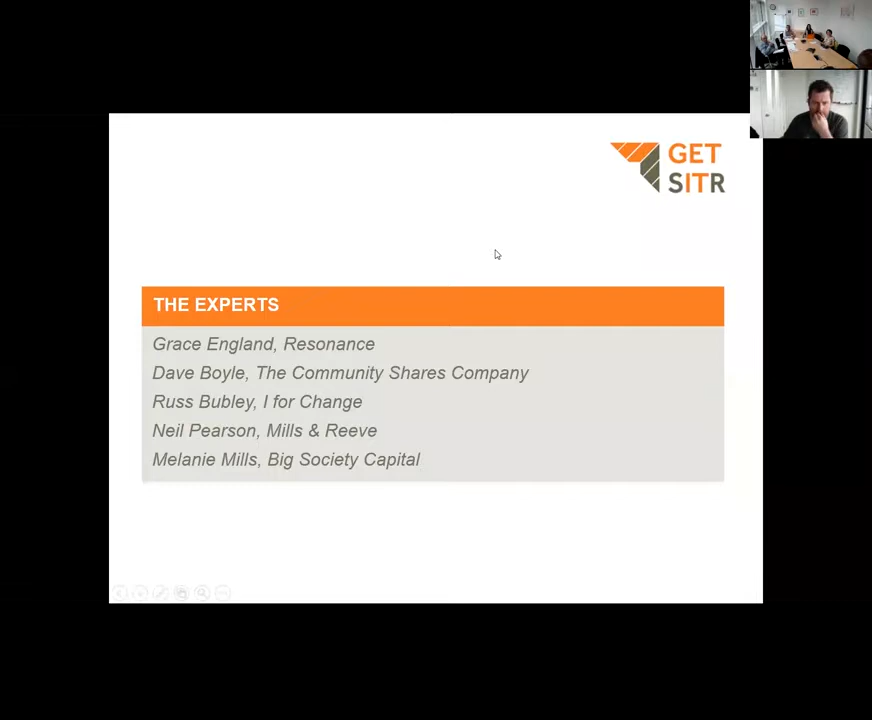 GET
SITR
THE EXPERTS
Grace England, Resonance
Dave Boyle, The Community Shares Company
Russ Bubley, I for Change
Neil Pearson, Mills & Reeve
Melanie Mills, Big Society Capital